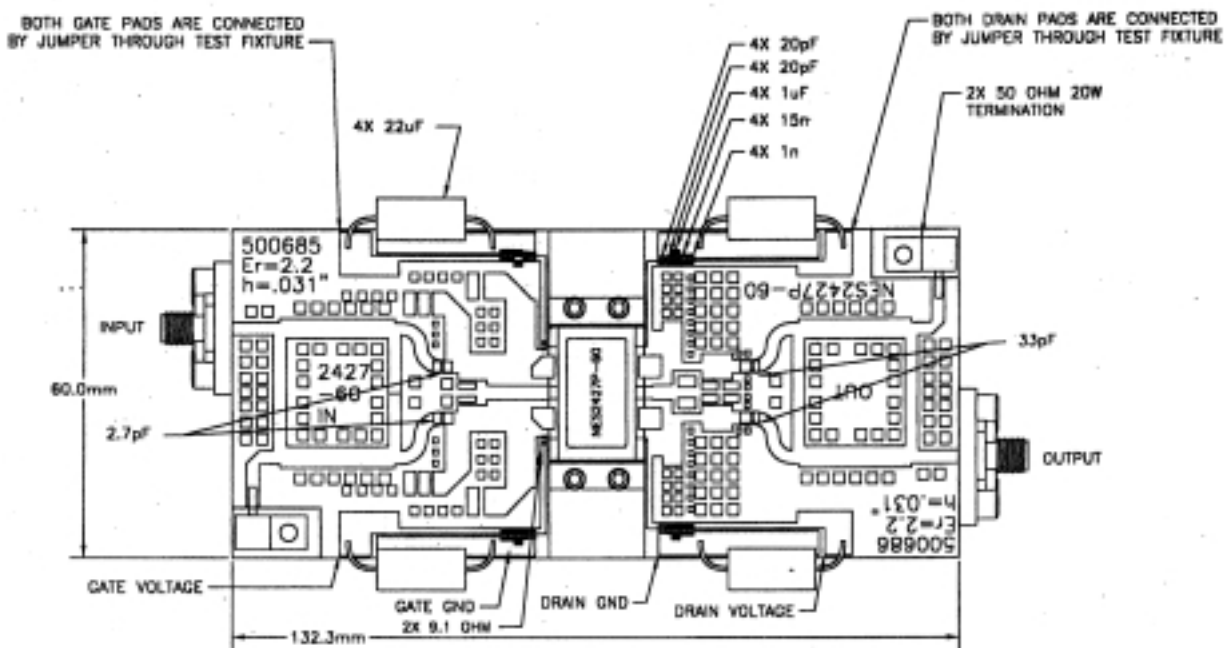 BOTH GATE PADS ARE CONNECTED
BY JUMPER THROUGH TEST FIXTURE
BOTH DRAIN PADS ARE CONNECTED
BY JUMPER THROUGH TEST FIXTURE
4X 20pF
4X 20pF
4X 1uF
4X 15n
4X 1n
2X 50 OHM 20W
TERMINATION
4X 22uF
500685
Er=2.2
h=.031"
NES2427P-60
INPUT
33pF
60.0mm
2427
-60
IN
NES2427P-60
OUT
2.7pF
OUTPUT
h=.031"
Er=2.2
500686
GATE VOLTAGE
GATE GND
DRAIN GND
DRAIN VOLTAGE
2X 9.1 OHM
132.3mm